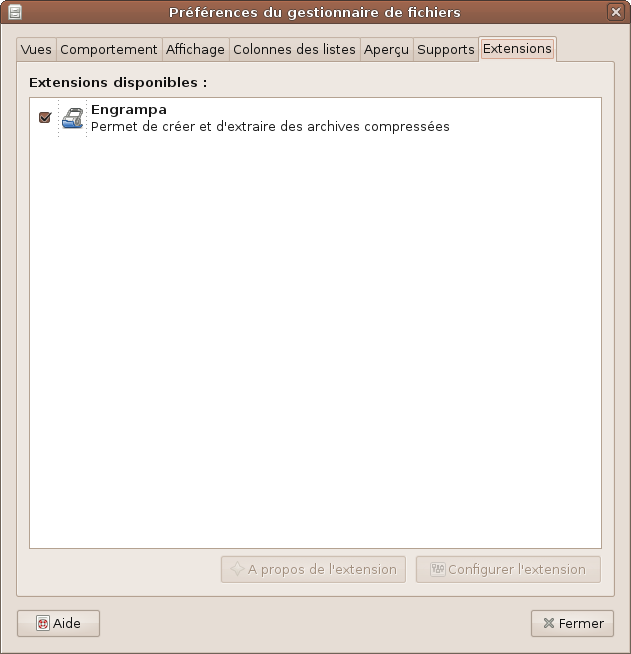 Préférences du gestionnaire de fichiers
Vues Comportement Affichage Colonnes des listes Aperçu Supports Extensions
Extensions disponibles :
Engrampa
Permet de créer et d'extraire des archives compressées
A propos de l'extension Configurer l'extension
Aide Fermer